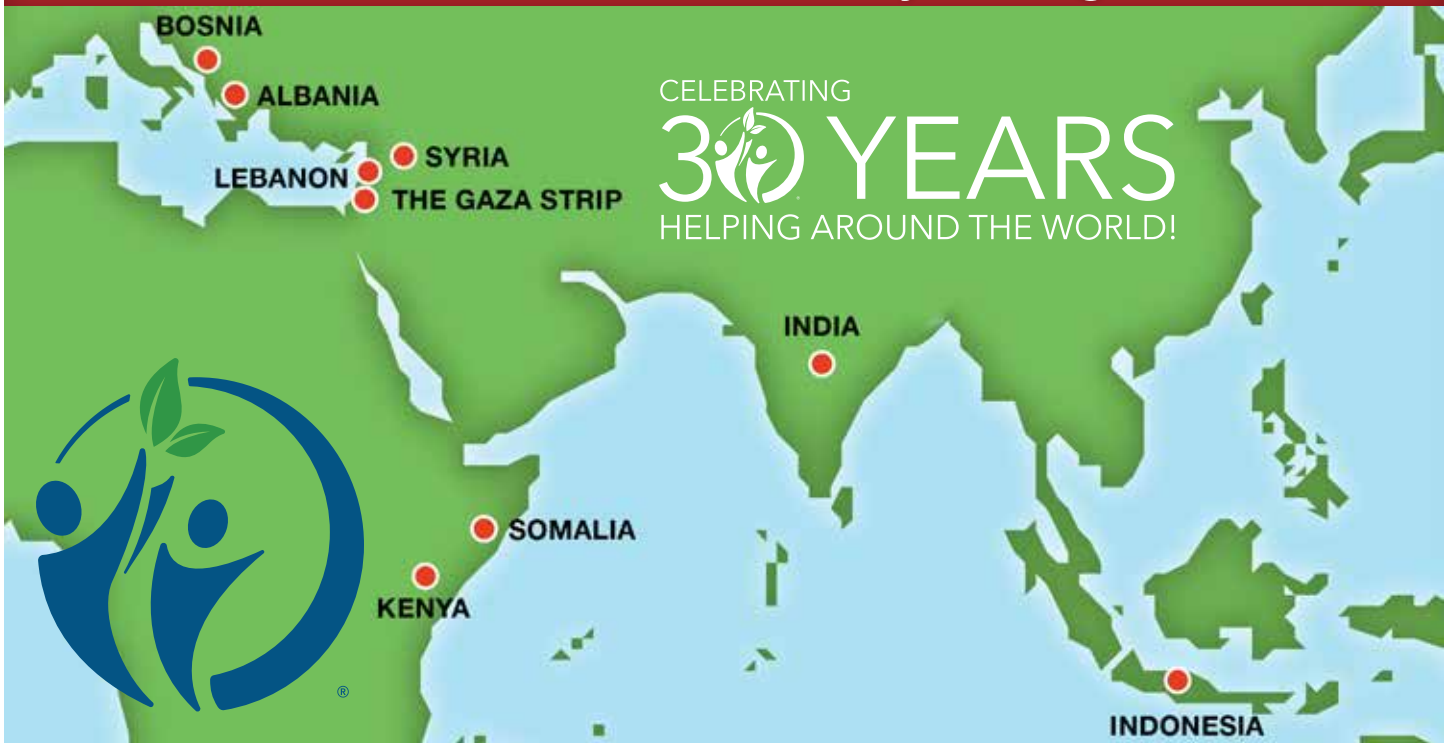 BOSNIA
ALBANIA
SYRIA
LEBANON
THE GAZA STRIP
CELEBRATING
30 YEARS
HELPING AROUND THE WORLD!
INDIA
SOMALIA
KENYA
®
INDONESIA